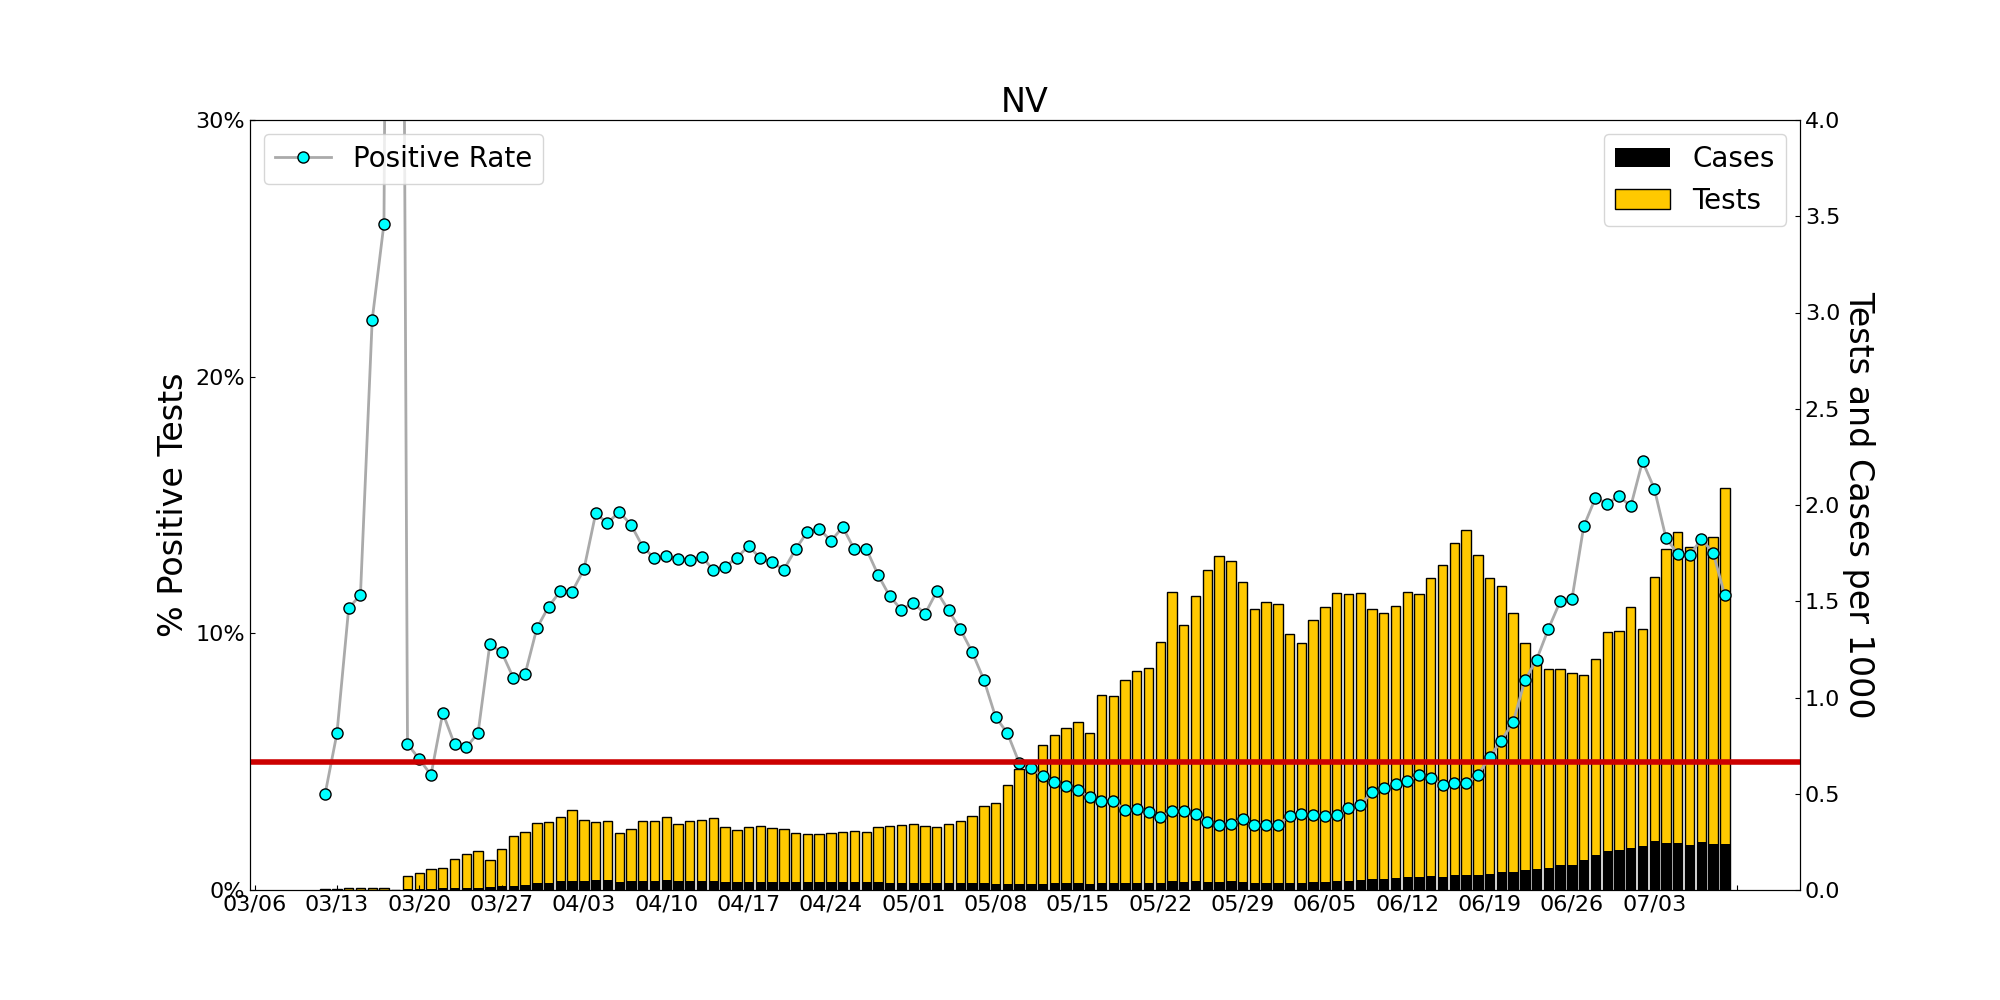 NV
Positive Rate
Cases
Tests
% Positive Tests
30%
20%
10%
0%
4.0
3.5
3.0
2.5
2.0
1.5
1.0
0.5
0.0
Tests and Cases per 1000
03/06 03/13 03/20 03/27 04/03 04/10 04/17 04/24 05/01 05/08 05/15 05/22 05/29 06/05 06/12 06/19 06/26 07/03